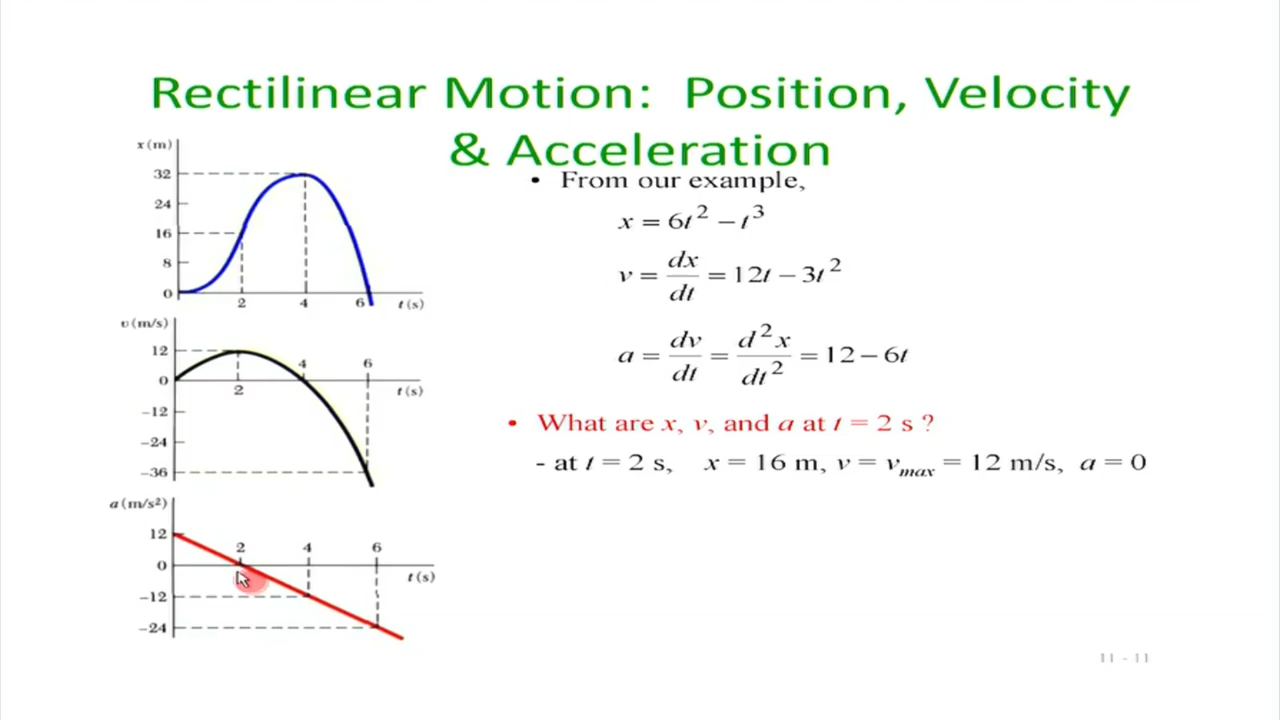 Rectilinear Motion: Position, Velocity
& Acceleration
x (m)
32
24
16
8
0
2 4 6 t (s)
v (m/s)
12
0
-12
-24
-36
2 4 6
t (s)
a (m/s²)
12
0
-12
-24
2 4 6
t (s)
• From our example,
x = 6t² − t³
v = dx/dt = 12t − 3t²
a = dv/dt = d²x/dt² = 12 − 6t
• What are x, v, and a at t = 2 s ?
- at t = 2 s, x = 16 m, v = vmax = 12 m/s, a = 0
11 - 11